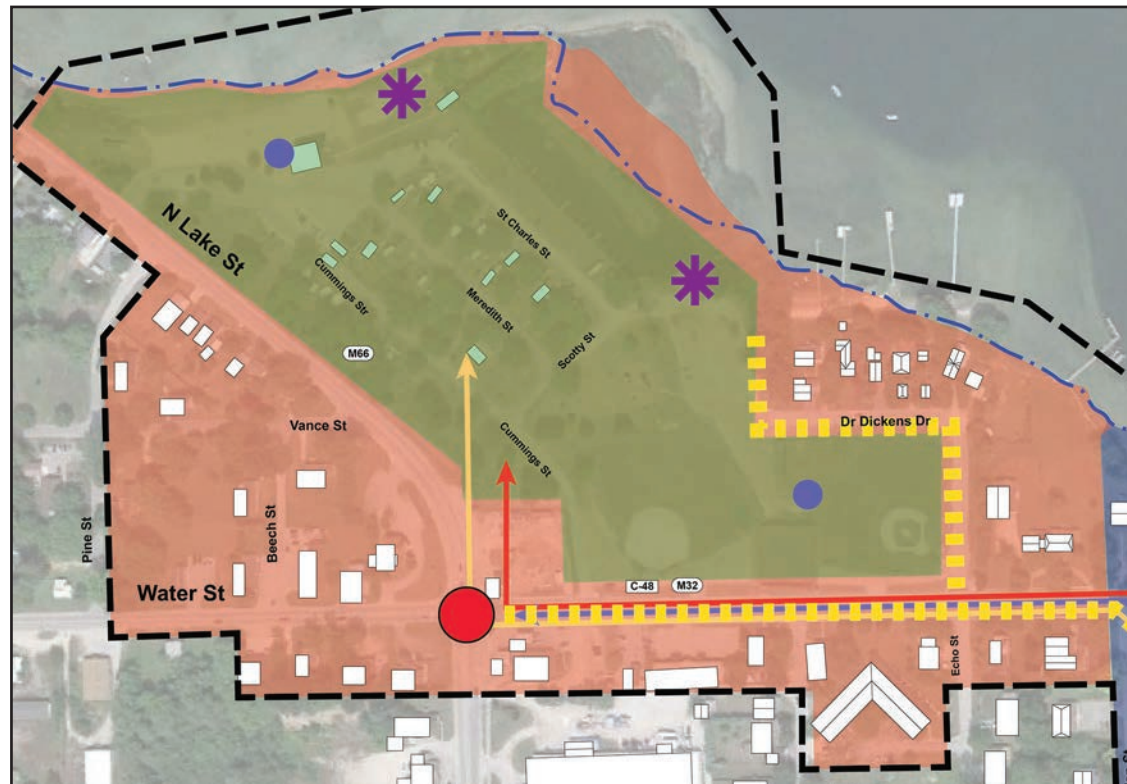 N Lake St
St Charles St
Cummings Str
Meredith St
Scotty St
M66
Vance St
Cummings St
Dr Dickens Dr
Pine St
Beech St
Water St
C-48
M32
Echo St
St